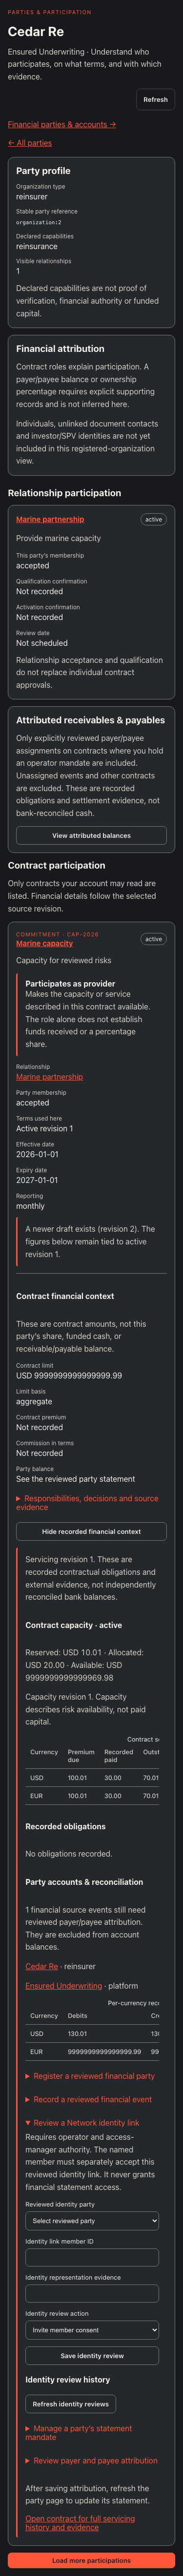 PARTIES & PARTICIPATION
Cedar Re
Ensured Underwriting · Understand who
participates, on what terms, and with which
evidence.
Refresh
Financial parties & accounts →
← All parties
Party profile
Organization type
reinsurer
Stable party reference
organization:2
Declared capabilities
reinsurance
Visible relationships
1
Declared capabilities are not proof of
verification, financial authority or funded
capital.
Financial attribution
Contract roles explain participation. A
payer/payee balance or ownership
percentage requires explicit supporting
records and is not inferred here.
Individuals, unlinked document contacts
and investor/SPV identities are not yet
included in this registered-organization
view.
Relationship participation
Marine partnership
active
Provide marine capacity
This party's membership
accepted
Qualification confirmation
Not recorded
Activation confirmation
Not recorded
Review date
Not scheduled
Relationship acceptance and qualification
do not replace individual contract
approvals.
Attributed receivables & payables
Only explicitly reviewed payer/payee
assignments on contracts where you hold
an operator mandate are included.
Unassigned events and other contracts
are excluded. These are recorded
obligations and settlement evidence, not
bank-reconciled cash.
View attributed balances
Contract participation
Only contracts your account may read are
listed. Financial details follow the selected
source revision.
COMMITMENT · CAP-2026
Marine capacity
active
Capacity for reviewed risks
Participates as provider
Makes the capacity or service
described in this contract available.
The role alone does not establish
funds received or a percentage
share.
Relationship
Marine partnership
Party membership
accepted
Terms used here
Active revision 1
Effective date
2026-01-01
Expiry date
2027-01-01
Reporting
monthly
A newer draft exists (revision 2). The
figures below remain tied to active
revision 1.
Contract financial context
These are contract amounts, not this
party's share, funded cash, or
receivable/payable balance.
Contract limit
USD 9999999999999999.99
Limit basis
aggregate
Contract premium
Not recorded
Commission in terms
Not recorded
Party balance
See the reviewed party statement
▶ Responsibilities, decisions and source
evidence
Hide recorded financial context
Servicing revision 1. These are
recorded contractual obligations and
external evidence, not independently
reconciled bank balances.
Contract capacity · active
Reserved: USD 10.01 · Allocated:
USD 20.00 · Available: USD
9999999999999969.98
Capacity revision 1. Capacity
describes risk availability, not paid
capital.
Contract se
Currency Premium due Recorded paid Outst
USD 100.01 30.00 70.01
EUR 100.01 30.00 70.01
Recorded obligations
No obligations recorded.
Party accounts & reconciliation
1 financial source events still need
reviewed payer/payee attribution.
They are excluded from account
balances.
Cedar Re · reinsurer
Ensured Underwriting · platform
Per-currency reco
Currency Debits Cre
USD 130.01 130
EUR 9999999999999999.99 99
▶ Register a reviewed financial party
▶ Record a reviewed financial event
▼ Review a Network identity link
Requires operator and access-
manager authority. The named
member must separately accept this
reviewed identity link. It never grants
financial statement access.
Reviewed identity party
Select reviewed party
Identity link member ID
Identity representation evidence
Identity review action
Invite member consent
Save identity review
Identity review history
Refresh identity reviews
▶ Manage a party's statement
mandate
▶ Review payer and payee attribution
After saving attribution, refresh the
party page to update its statement.
Open contract for full servicing
history and evidence
Load more participations